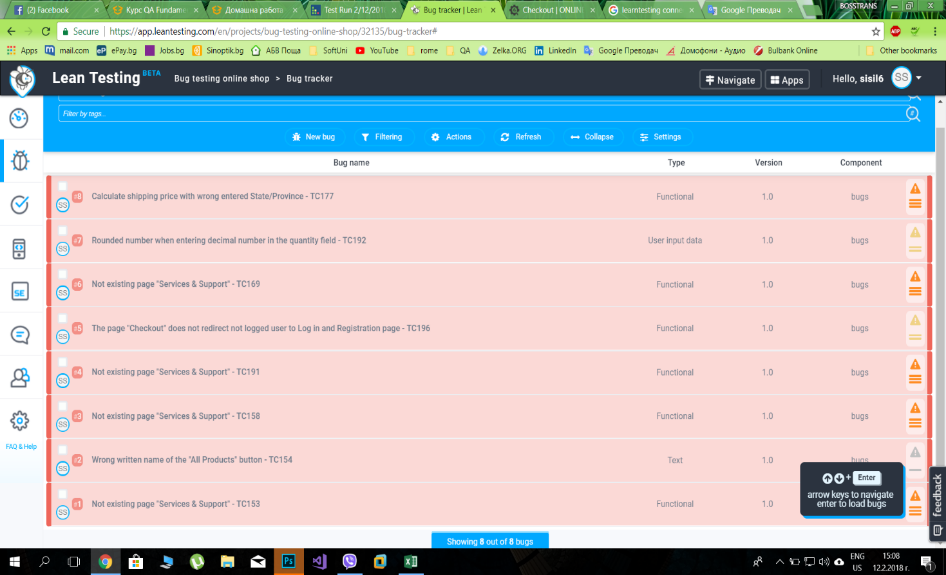 (2) Facebook
Курс QA Fundame
Домашна работа
Test Run 2/12/201
Bug tracker | Lean
Checkout | ONLIN
learntesting conne
Google Преводач
BOSSTRANS
Secure | https://app.leantesting.com/en/projects/bug-testing-online-shop/32135/bug-tracker#
Apps mail.com ePay.bg Jobs.bg Sinoptik.bg АБВ Поща SoftUni YouTube rome QA Zelka.ORG LinkedIn Google Преводач Домофони - Аудио Bulbank Online Other bookmarks
Lean Testing BETA Bug testing online shop > Bug tracker Navigate Apps Hello, sisil6 SS
Filter by tags...
New bug Filtering Actions Refresh Collapse Settings
Bug name Type Version Component
SS #8 Calculate shipping price with wrong entered State/Province - TC177 Functional 1.0 bugs
SS #7 Rounded number when entering decimal number in the quantity field - TC192 User input data 1.0 bugs
SS #6 Not existing page "Services & Support" - TC169 Functional 1.0 bugs
SS #5 The page "Checkout" does not redirect not logged user to Log in and Registration page - TC196 Functional 1.0 bugs
SS #4 Not existing page "Services & Support" - TC191 Functional 1.0 bugs
SS #3 Not existing page "Services & Support" - TC158 Functional 1.0 bugs
SS #2 Wrong written name of the "All Products" button - TC154 Text 1.0 bugs
SS #1 Not existing page "Services & Support" - TC153 Functional 1.0
SE
FAQ & Help
+ Enter
arrow keys to navigate
enter to load bugs
feedback
Showing 8 out of 8 bugs
ENG 15:08
US 12.2.2018 г.